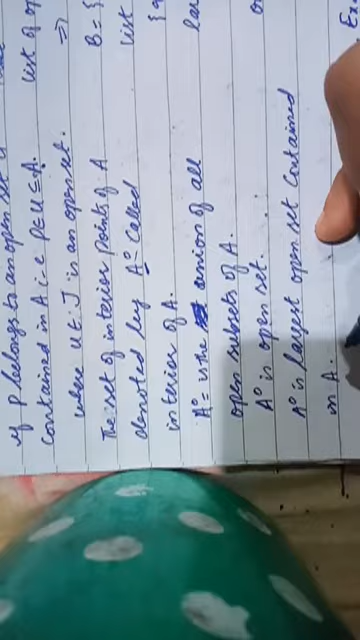 if P belongs to an open set
Contained in A i-e P ∈ U ⊆ A.
where U ∈ J is an open set.
The set of interior points of A
denoted by A° Called
interior of A.
A° = is the union of all
open subsets of A.
A° is open set.
A° is largest open set Contained
in A.
list of
⇒
B = {
list
Ex